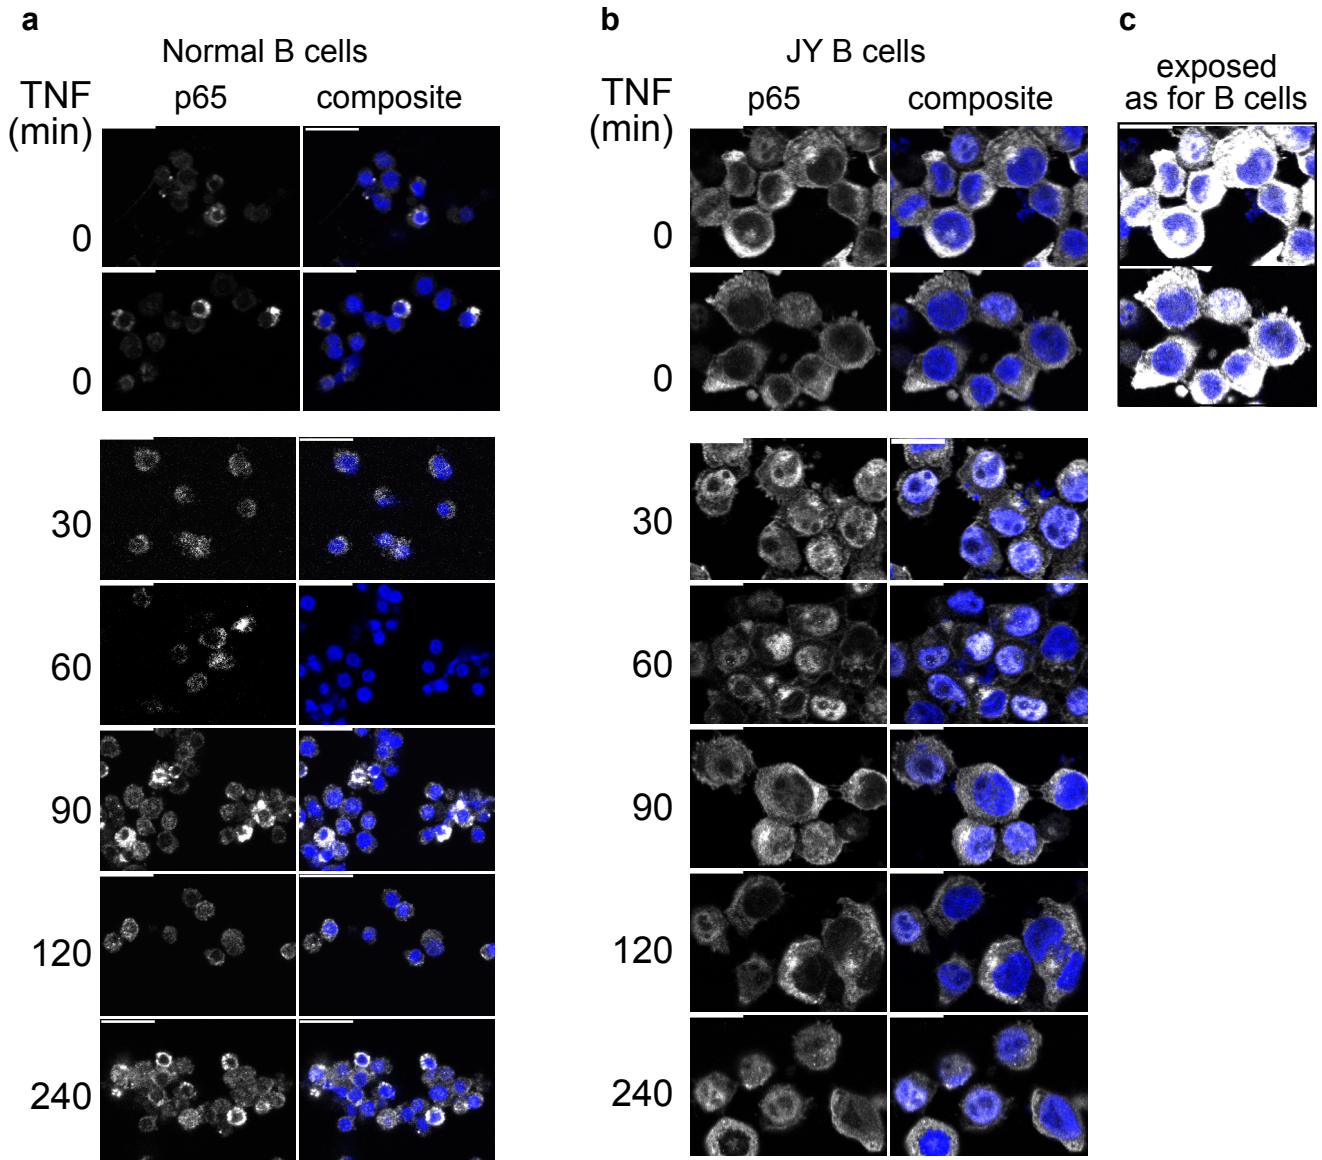 a
Normal B cells
TNF
(min)
p65
composite
0
0
30
60
90
120
240
b
JY B cells
TNF
(min)
p65
composite
0
0
30
60
90
120
240
c
exposed
as for B cells